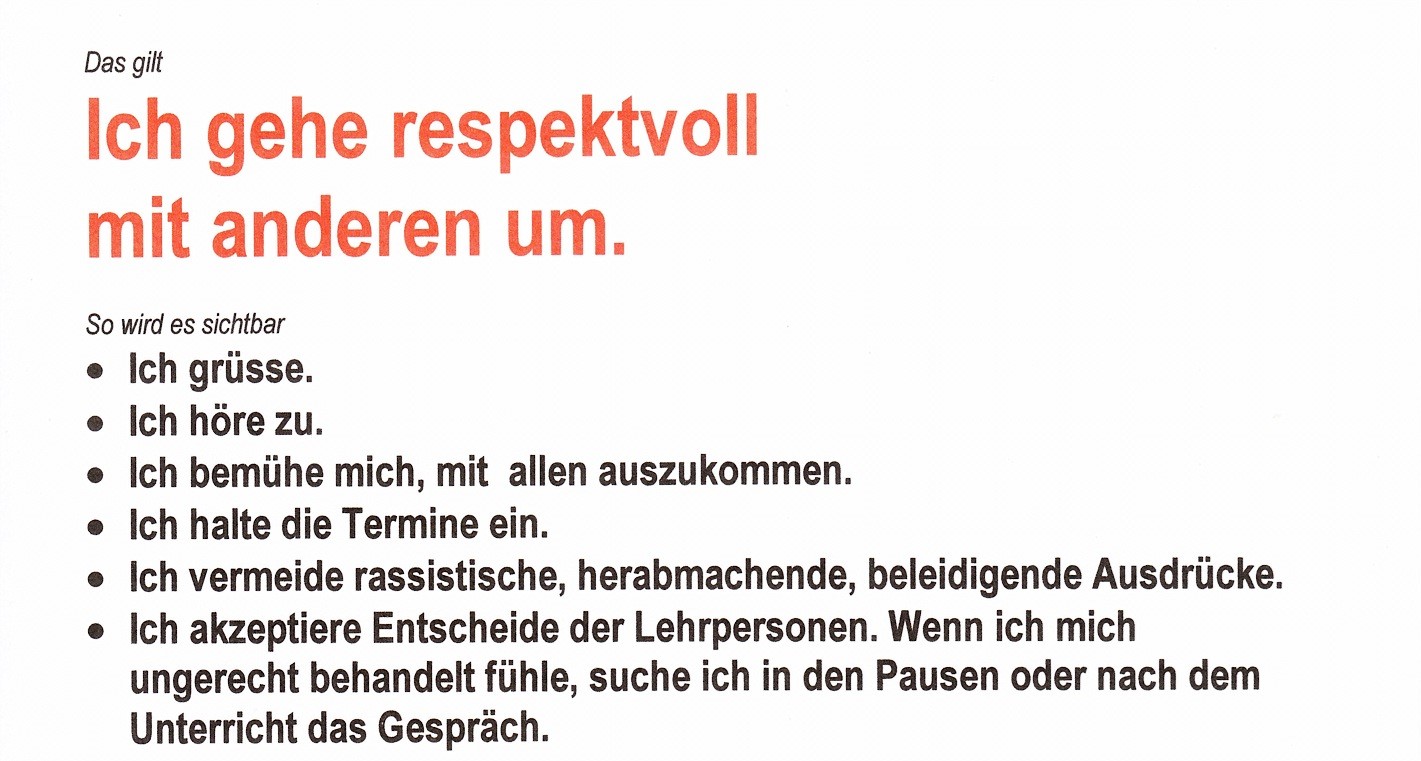 Das gilt
Ich gehe respektvoll
mit anderen um.
So wird es sichtbar
• Ich grüsse.
• Ich höre zu.
• Ich bemühe mich, mit  allen auszukommen.
• Ich halte die Termine ein.
• Ich vermeide rassistische, herabmachende, beleidigende Ausdrücke.
• Ich akzeptiere Entscheide der Lehrpersonen. Wenn ich mich
ungerecht behandelt fühle, suche ich in den Pausen oder nach dem
Unterricht das Gespräch.